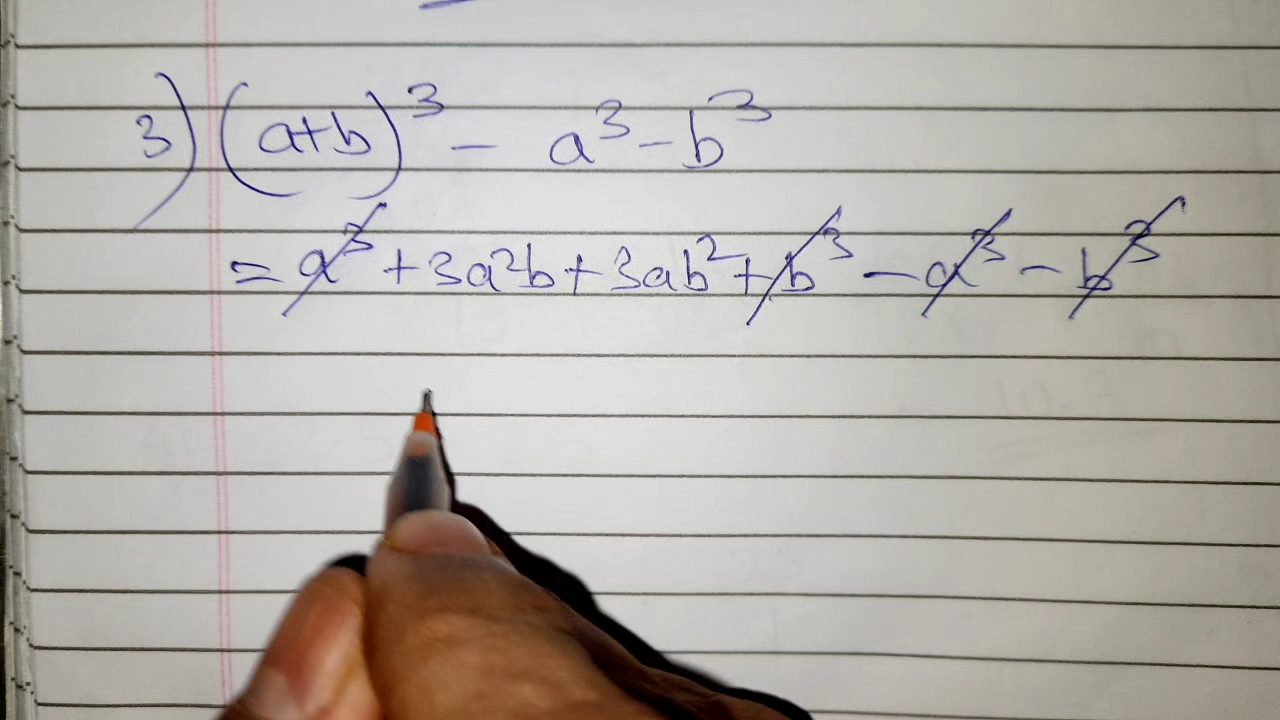 3) (a+b)³ - a³ - b³
= a³ + 3a²b + 3ab² + b³ - a³ - b³